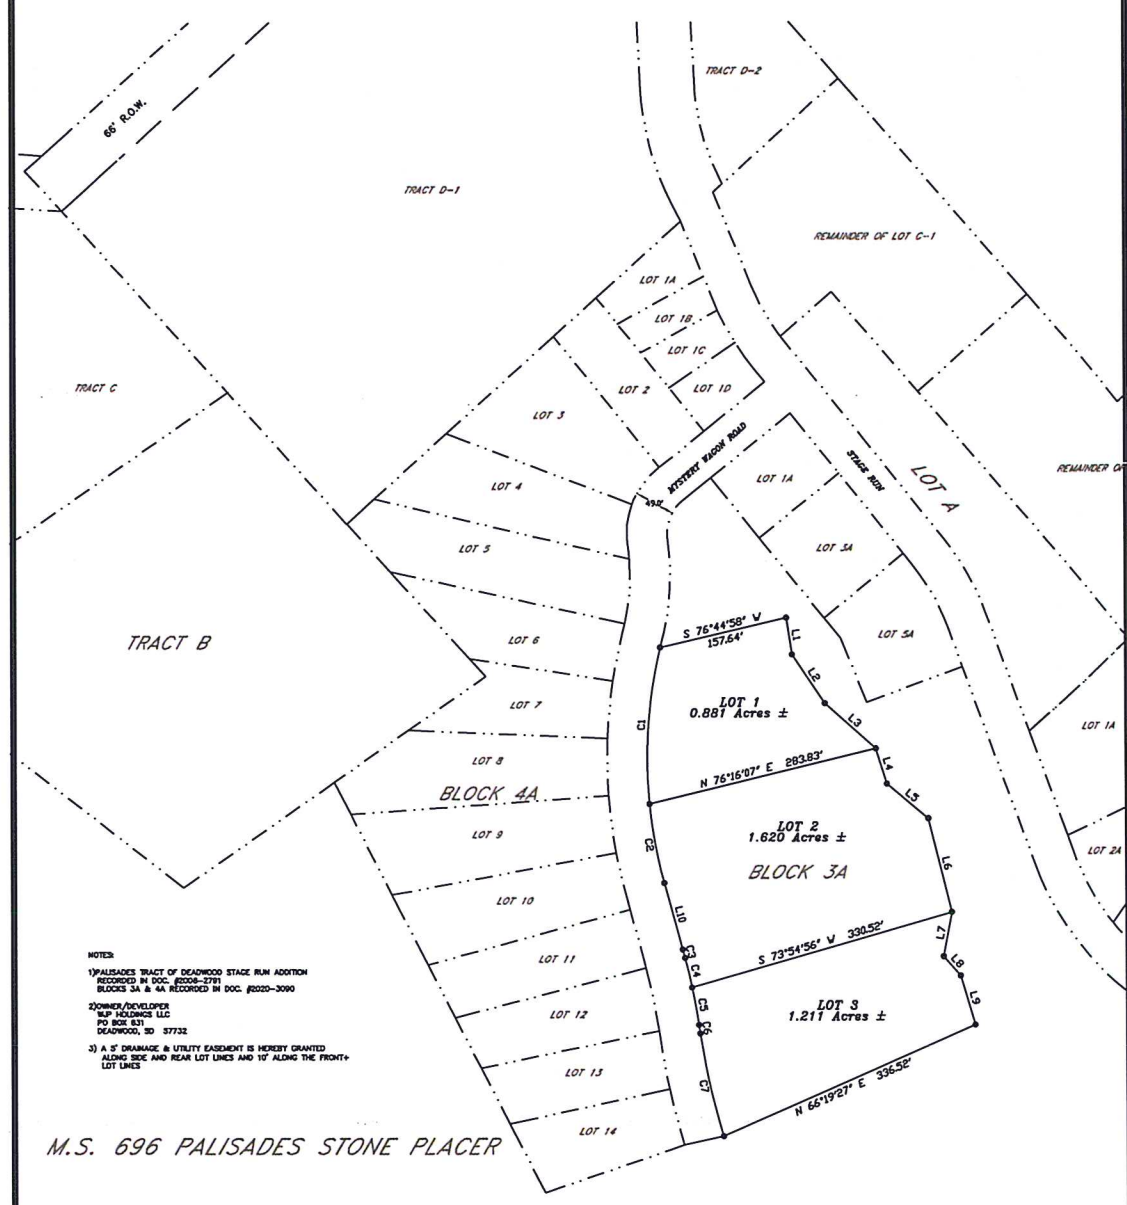 66' R.O.W.
TRACT D-2
TRACT D-1
REMAINDER OF LOT C-1
LOT 1A
LOT 1B
LOT 1C
LOT 1D
LOT 2
LOT 3
TRACT C
MYSTERY WAGON ROAD
STAGE RUN
LOT A
REMAINDER OF
LOT 4
49.0'
LOT 1A
LOT 5
LOT 3A
LOT 6
LOT 5A
TRACT B
S 76°44'58" W
157.64'
L1
L2
L3
LOT 7
C1
LOT 1
0.881 Acres ±
LOT 1A
LOT 8
N 76°16'07" E 283.83'
L4
L5
BLOCK 4A
LOT 9
C2
LOT 2
1.620 Acres ±
BLOCK 3A
L6
LOT 2A
LOT 10
L10
S 73°54'56" W 330.52'
L7
L8
L9
LOT 11
C3
C4
C5
C6
C7
LOT 3
1.211 Acres ±
LOT 12
LOT 13
N 66°19'27" E 336.52'
LOT 14
NOTES:
1)PALISADES TRACT OF DEADWOOD STAGE RUN ADDITION
RECORDED IN DOC. #2006-2791
BLOCKS 3A & 4A RECORDED IN DOC. #2020-3090
2)OWNER/DEVELOPER
WJP HOLDINGS LLC
PO BOX 631
DEADWOOD, SD 57732
3) A 5' DRAINAGE & UTILITY EASEMENT IS HEREBY GRANTED
ALONG SIDE AND REAR LOT LINES AND 10' ALONG THE FRONT+
LOT LINES
M.S. 696 PALISADES STONE PLACER